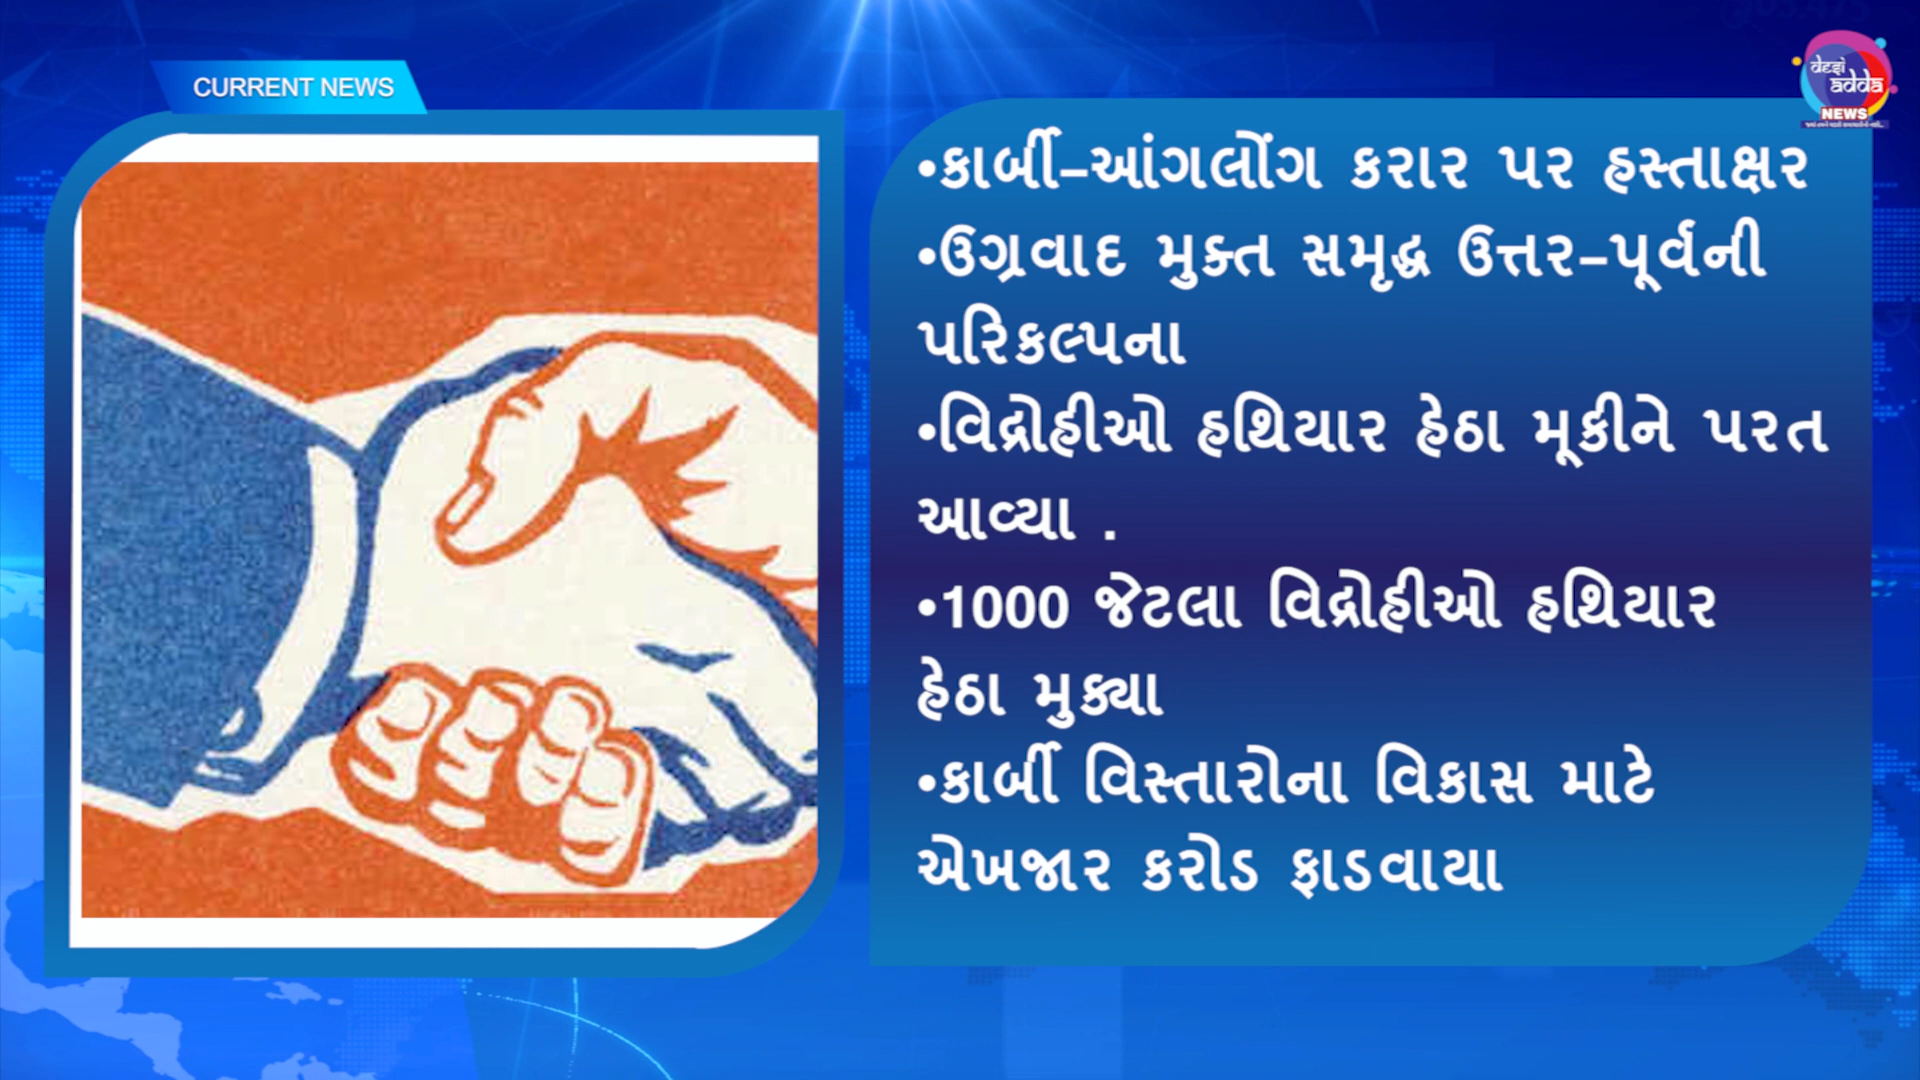 CURRENT NEWS
desi
adda
NEWS
•કાર્બી–આંગલોંગ કરાર પર હસ્તાક્ષર
•ઉગ્રવાદ મુક્ત સમૃદ્ધ ઉત્તર–પૂર્વની
પરિકલ્પના
•વિદ્રોહીઓ હથિયાર હેઠા મૂકીને પરત
આવ્યા .
•1000 જેટલા વિદ્રોહીઓ હથિયાર
હેઠા મુક્યા
•કાર્બી વિસ્તારોના વિકાસ માટે
એખજાર કરોડ ફાડવાયા